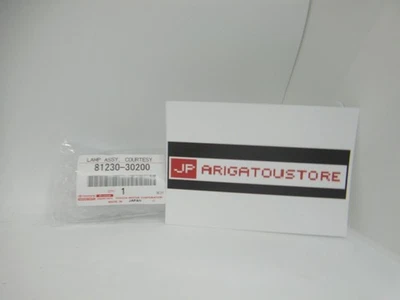 LAMP ASSY, COURTESY
81230-30200
1
JP ARIGATOUSTORE